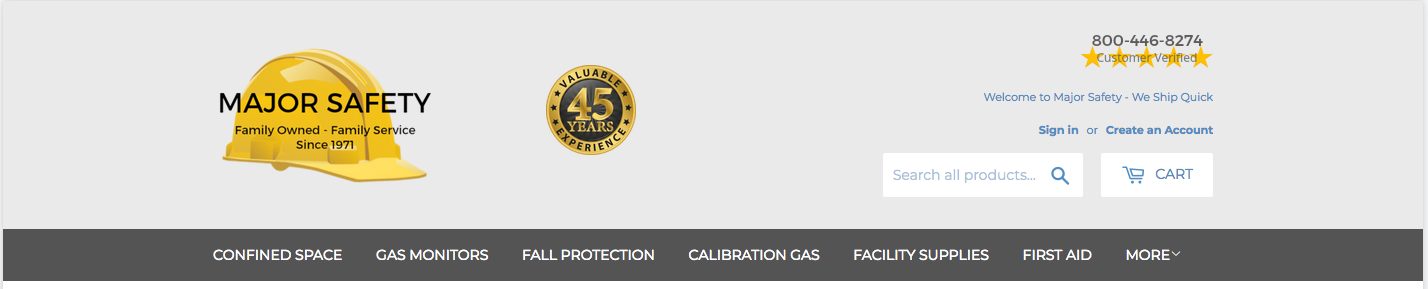 800-446-8274
Customer Verified
MAJOR SAFETY
Family Owned - Family Service
Since 1971
VALUABLE
45
YEARS
EXPERIENCE
Welcome to Major Safety - We Ship Quick
Sign in or Create an Account
Search all products...
CART
CONFINED SPACE GAS MONITORS FALL PROTECTION CALIBRATION GAS FACILITY SUPPLIES FIRST AID MORE